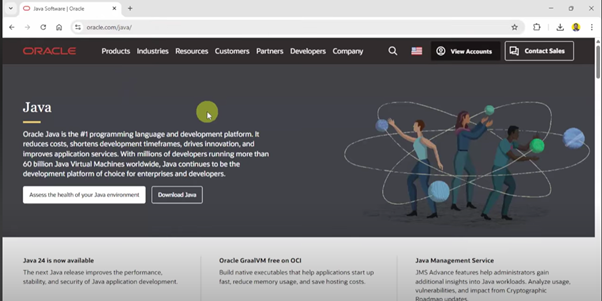 Java Software | Oracle
oracle.com/java/
ORACLE Products Industries Resources Customers Partners Developers Company View Accounts Contact Sales
Java
Oracle Java is the #1 programming language and development platform. It
reduces costs, shortens development timeframes, drives innovation, and
improves application services. With millions of developers running more than
60 billion Java Virtual Machines worldwide, Java continues to be the
development platform of choice for enterprises and developers.
Assess the health of your Java environment Download Java
Java 24 is now available
The next Java release improves the performance,
stability, and security of Java application development.
Oracle GraalVM free on OCI
Build native executables that help applications start up
fast, reduce memory usage, and save hosting costs.
Java Management Service
JMS Advance features help administrators gain
additional insights into Java workloads. Analyze usage,
vulnerabilities, and impact from Cryptographic
Roadmap updates.